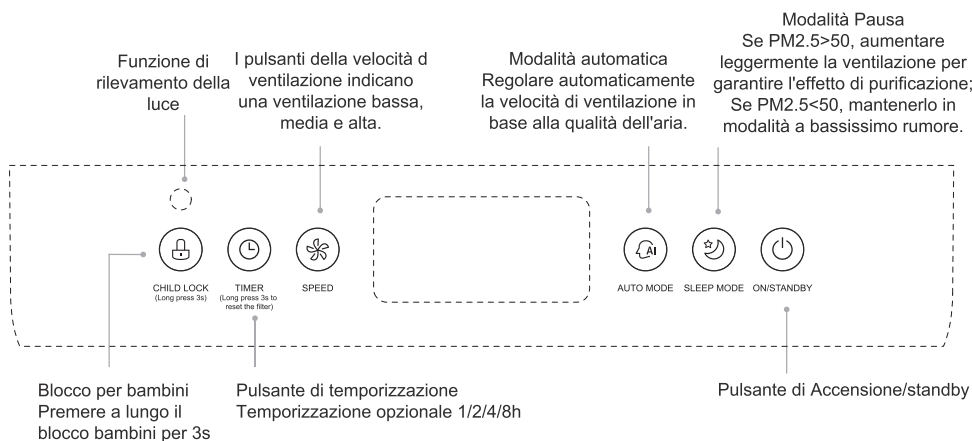 Modalità Pausa
Se PM2.5>50, aumentare
leggermente la ventilazione per
garantire l'effetto di purificazione;
Se PM2.5<50, mantenerlo in
modalità a bassissimo rumore.
Funzione di
rilevamento della
luce
I pulsanti della velocità d
ventilazione indicano
una ventilazione bassa,
media e alta.
Modalità automatica
Regolare automaticamente
la velocità di ventilazione in
base alla qualità dell'aria.
AI
CHILD LOCK
(Long press 3s)
TIMER
(Long press 3s to
reset the filter)
SPEED
AUTO MODE
SLEEP MODE
ON/STANDBY
Blocco per bambini
Premere a lungo il
blocco bambini per 3s
Pulsante di temporizzazione
Temporizzazione opzionale 1/2/4/8h
Pulsante di Accensione/standby